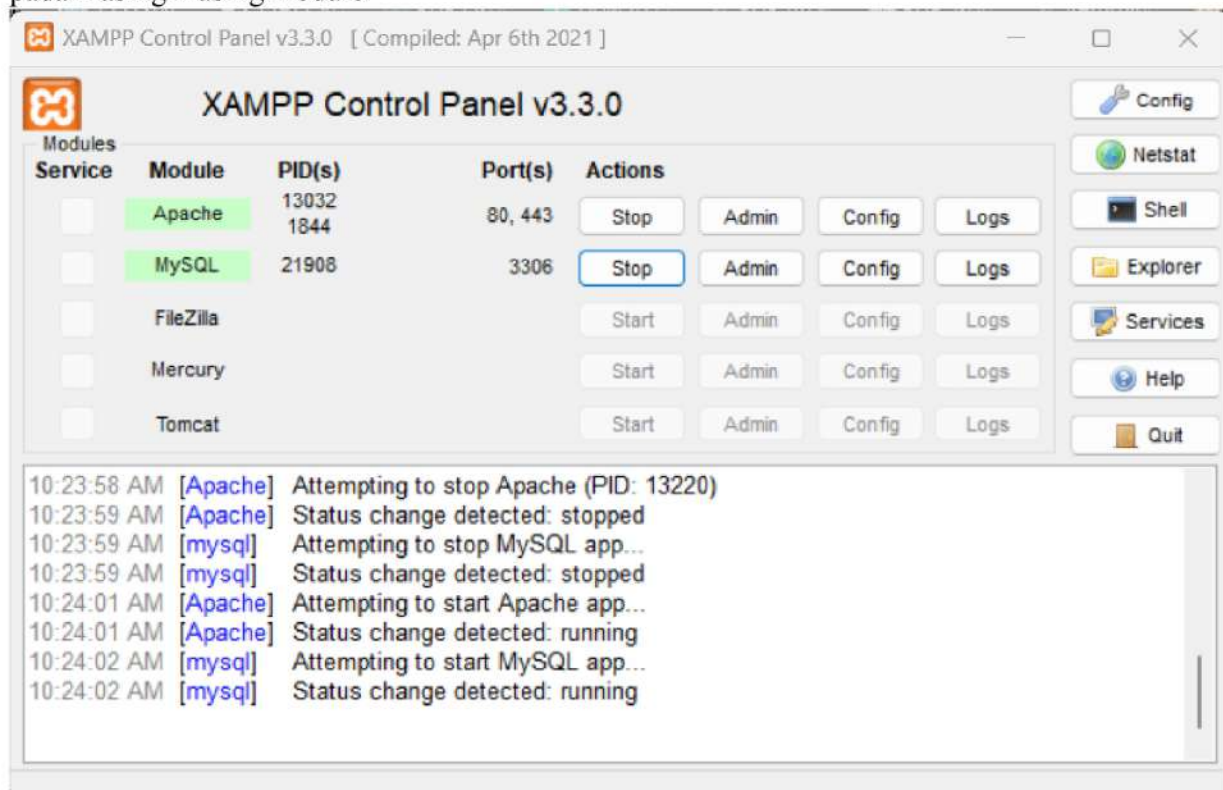 XAMPP Control Panel v3.3.0 [ Compiled: Apr 6th 2021 ]
XAMPP Control Panel v3.3.0
Config
Modules
Service Module PID(s) Port(s) Actions
Netstat
Apache 13032 1844 80, 443 Stop Admin Config Logs
Shell
MySQL 21908 3306 Stop Admin Config Logs
Explorer
FileZilla Start Admin Config Logs
Services
Mercury Start Admin Config Logs
Help
Tomcat Start Admin Config Logs
Quit
10:23:58 AM [Apache] Attempting to stop Apache (PID: 13220)
10:23:59 AM [Apache] Status change detected: stopped
10:23:59 AM [mysql] Attempting to stop MySQL app...
10:23:59 AM [mysql] Status change detected: stopped
10:24:01 AM [Apache] Attempting to start Apache app...
10:24:01 AM [Apache] Status change detected: running
10:24:02 AM [mysql] Attempting to start MySQL app...
10:24:02 AM [mysql] Status change detected: running